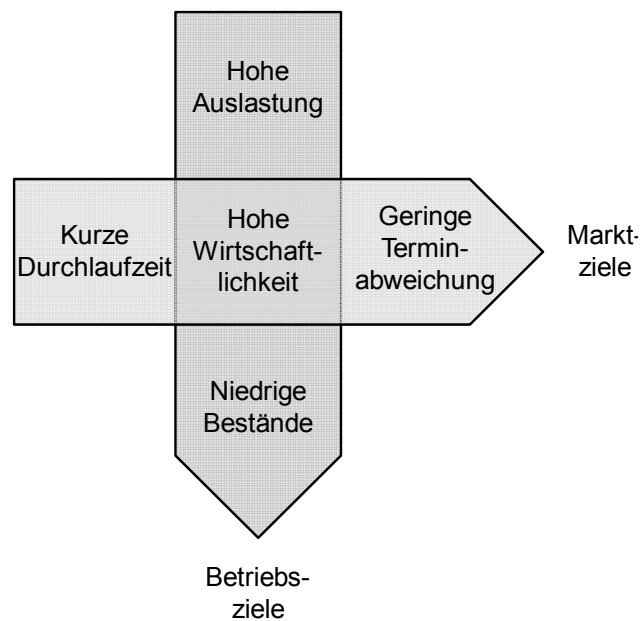 Hohe
Auslastung
Kurze
Durchlaufzeit
Hohe
Wirtschaft-
lichkeit
Geringe
Termin-
abweichung
Markt-
ziele
Niedrige
Bestände
Betriebs-
ziele